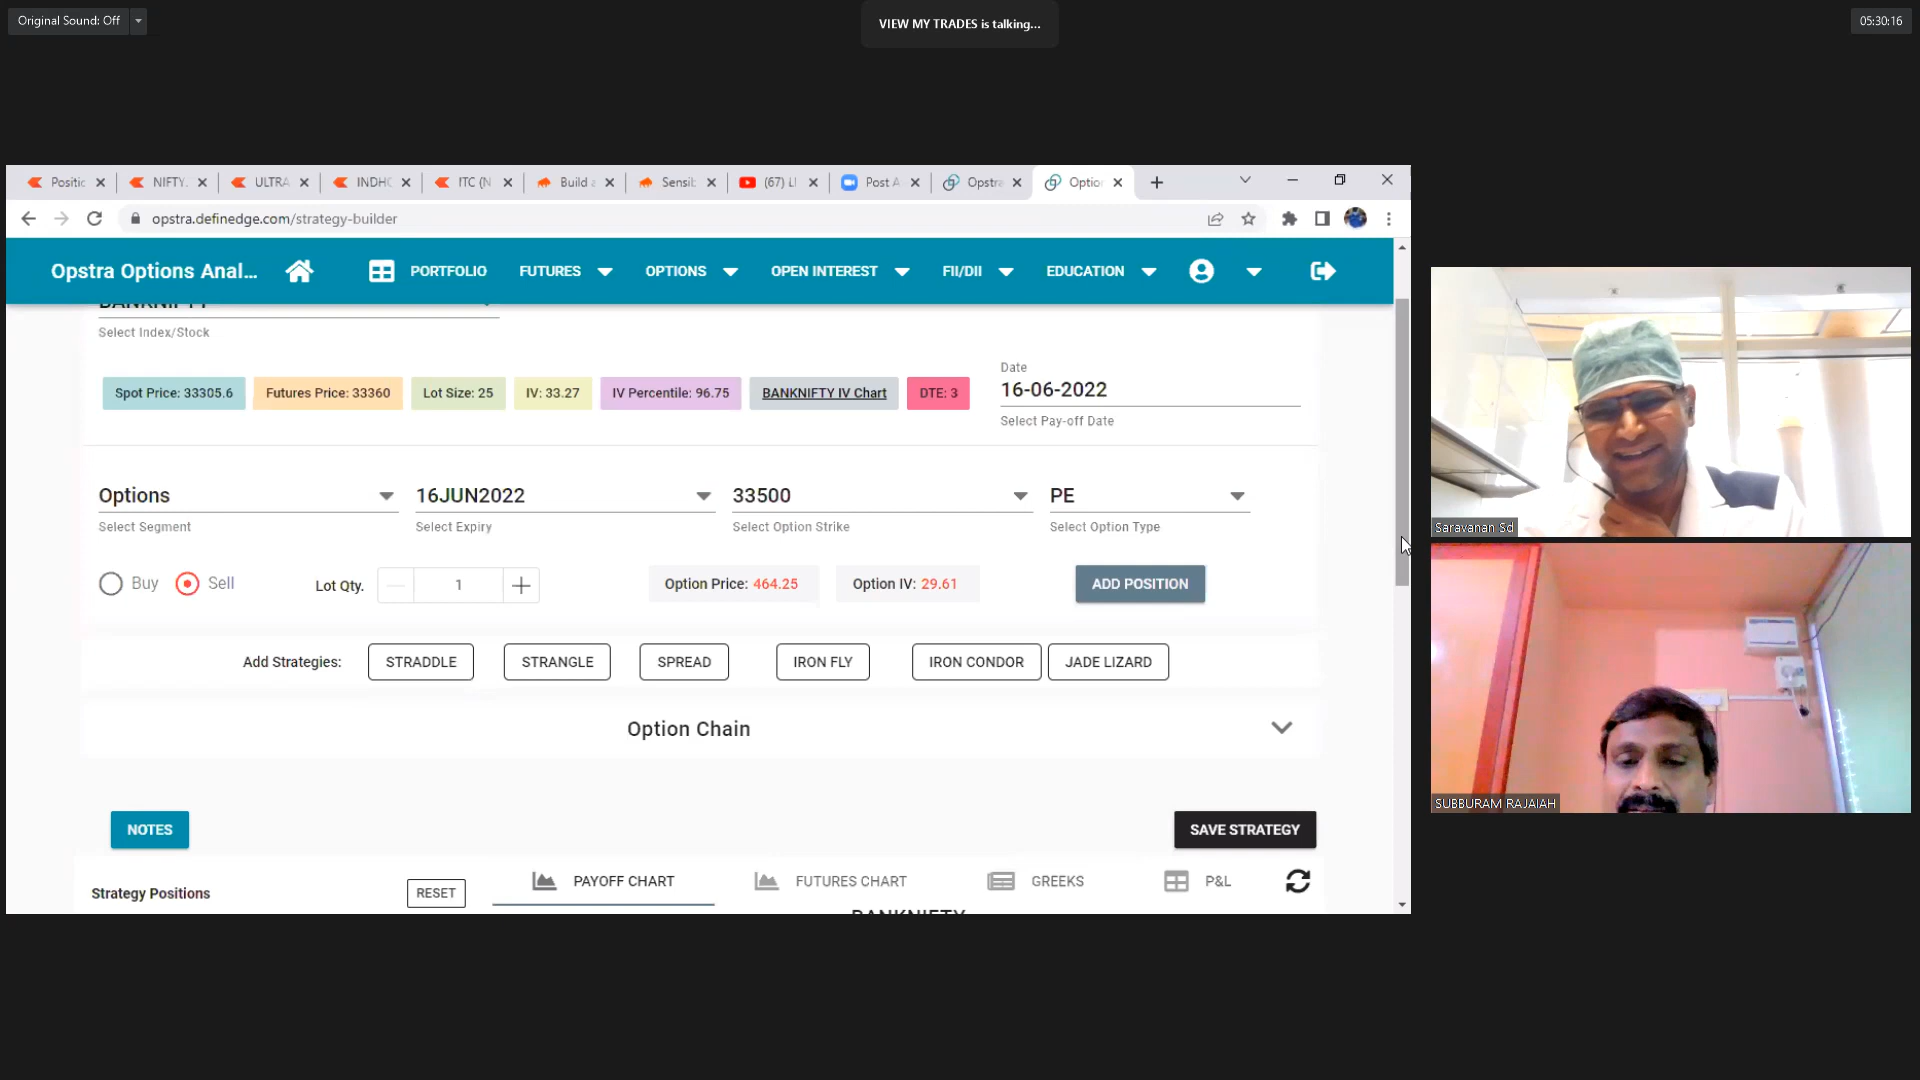 Original Sound: Off
VIEW MY TRADES is talking...
05:30:16
Positic
NIFTY.
ULTRA
INDHO
ITC (N
Build a
Sensib
(67) LI
Post A
Opstra
Option
opstra.definedge.com/strategy-builder
Opstra Options Anal...
PORTFOLIO
FUTURES
OPTIONS
OPEN INTEREST
FII/DII
EDUCATION
BANKNIFTY
Select Index/Stock
Spot Price: 33305.6
Futures Price: 33360
Lot Size: 25
IV: 33.27
IV Percentile: 96.75
BANKNIFTY IV Chart
DTE: 3
Date
16-06-2022
Select Pay-off Date
Options
16JUN2022
33500
PE
Select Segment
Select Expiry
Select Option Strike
Select Option Type
Buy
Sell
Lot Qty.
1
Option Price: 464.25
Option IV: 29.61
ADD POSITION
Add Strategies:
STRADDLE
STRANGLE
SPREAD
IRON FLY
IRON CONDOR
JADE LIZARD
Option Chain
NOTES
SAVE STRATEGY
Strategy Positions
RESET
PAYOFF CHART
FUTURES CHART
GREEKS
P&L
BANKNIFTY
Saravanan Sd
SUBBURAM RAJAIAH